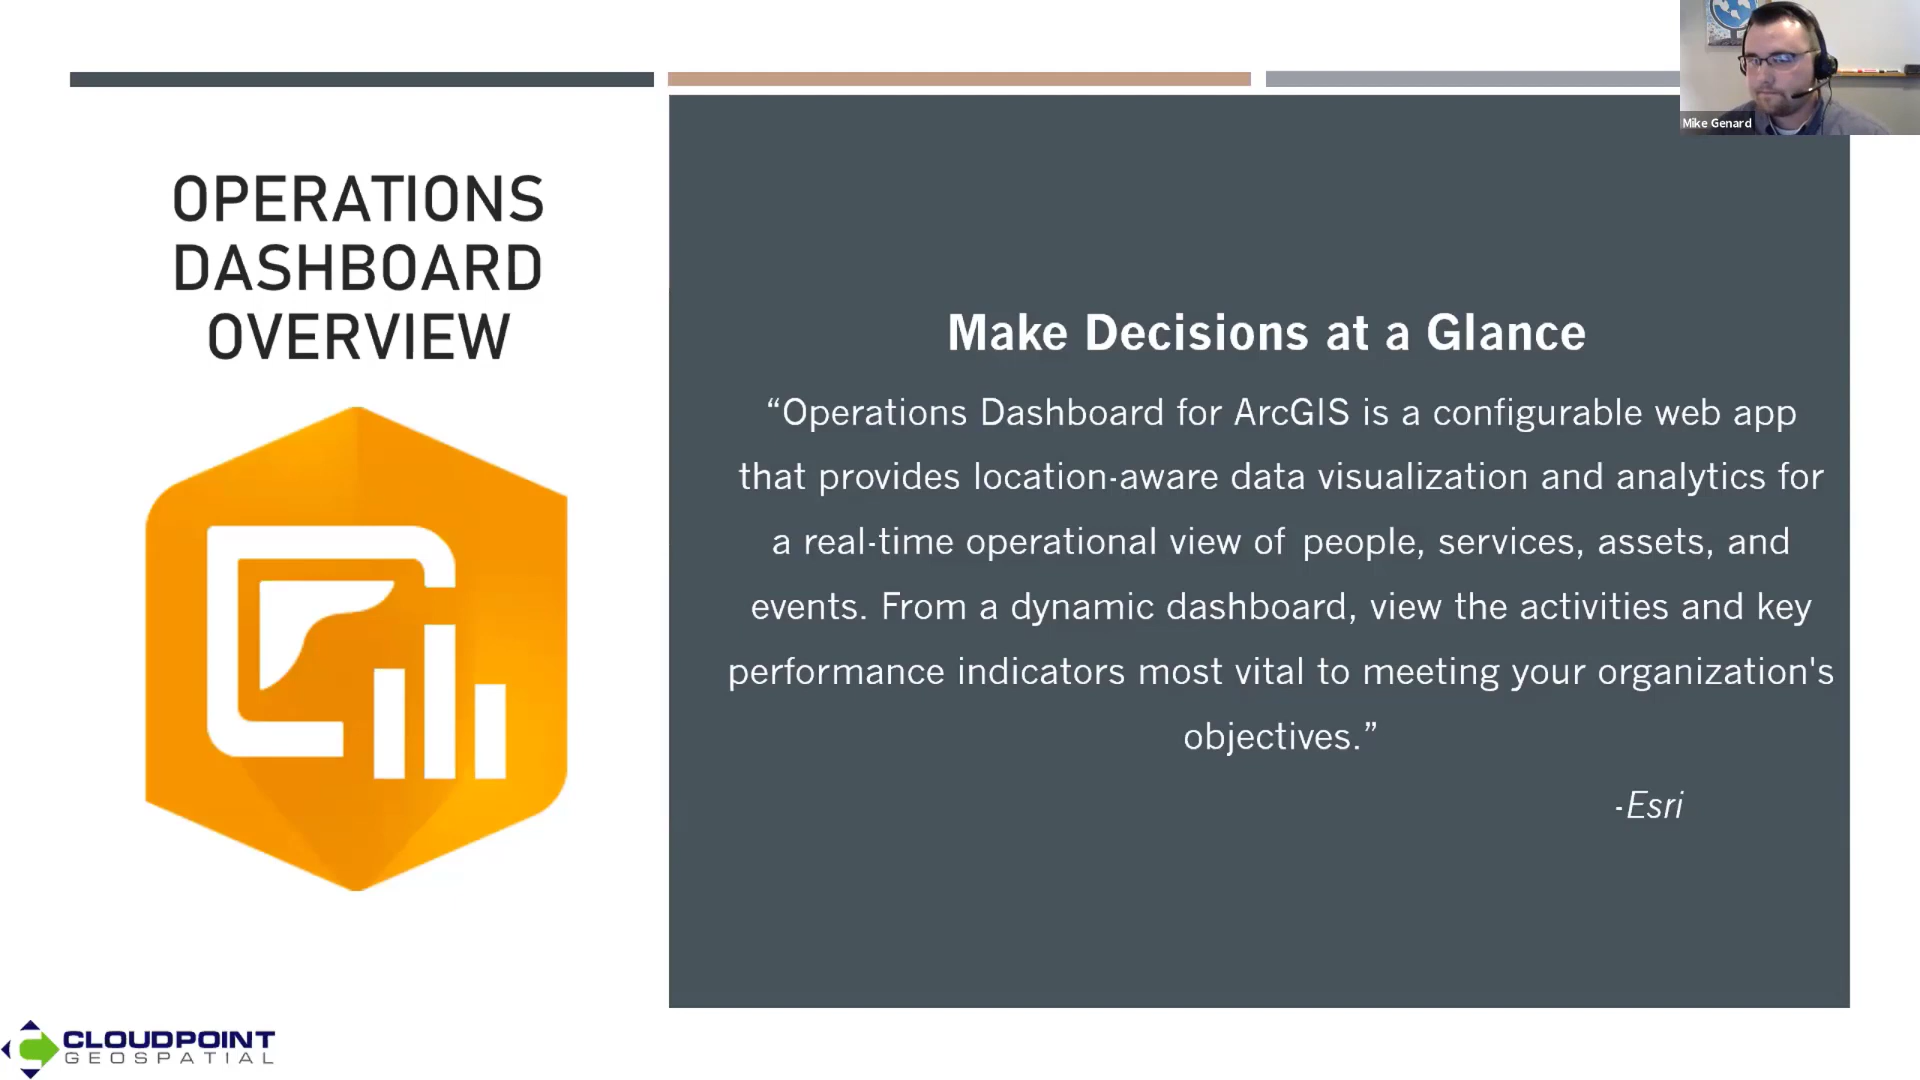 OPERATIONS
DASHBOARD
OVERVIEW
Make Decisions at a Glance
“Operations Dashboard for ArcGIS is a configurable web app
that provides location-aware data visualization and analytics for
a real-time operational view of people, services, assets, and
events. From a dynamic dashboard, view the activities and key
performance indicators most vital to meeting your organization's
objectives.”
-Esri
Mike Genard
CLOUDPOINT
GEOSPATIAL